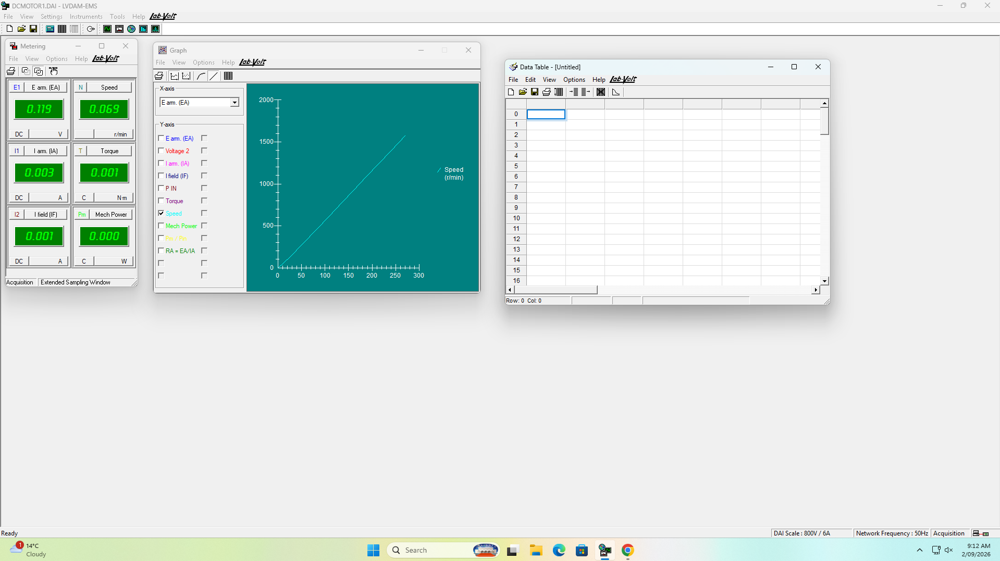 DCMOTOR1.DAI - LVDAM-EMS
File View Settings Instruments Tools Help Lab-Volt
Metering
File View Options Help Lab-Volt
E1 E arm. (EA) N Speed
0.119 0.069
DC V r/min
I1 I arm. (IA) T Torque
0.003 0.001
DC A C N·m
I2 I field (IF) Pm Mech Power
0.001 0.000
DC A C W
Acquisition Extended Sampling Window
Graph
File View Options Help Lab-Volt
X-axis
E arm. (EA)
Y-axis
E arm. (EA)
Voltage 2
I arm. (IA)
I field (IF)
P IN
Torque
Speed
Mech Power
Pm / Pin
RA = EA/IA
2000
1500
1000
500
0
0 50 100 150 200 250 300
Speed
(r/min)
Data Table - [Untitled]
File Edit View Options Help Lab-Volt
0
1
2
3
4
5
6
7
8
9
10
11
12
13
14
15
16
Row: 0 Col: 0
Ready
DAI Scale : 800V / 6A Network Frequency : 50Hz Acquisition
1
14°C
Cloudy
Search
9:12 AM
2/09/2026